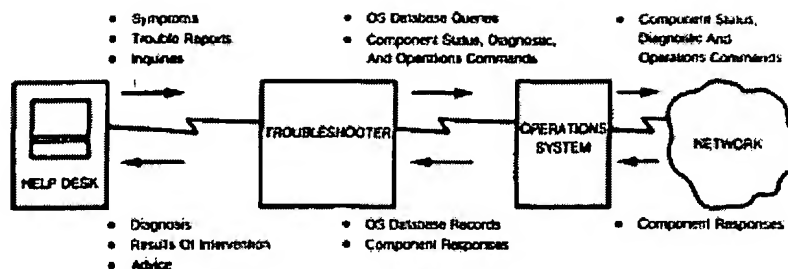 • Symptoms
• Trouble Reports
• Inquiries
• OS Database Queries
• Component Status, Diagnostic,
And Operations Commands
• Component Status,
Diagnostic And
Operations Commands
HELP DESK
TROUBLESHOOTER
OPERATIONS
SYSTEM
NETWORK
• Diagnosis
• Results Of Intervention
• Advice
• OS Database Records
• Component Responses
• Component Responses